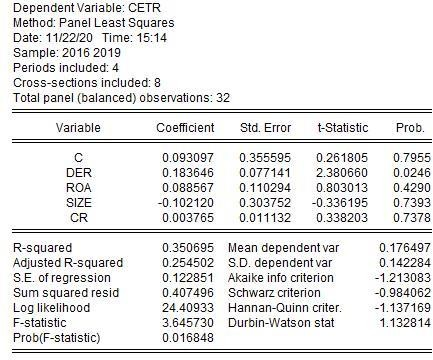 Dependent Variable: CETR
Method: Panel Least Squares
Date: 11/22/20 Time: 15:14
Sample: 2016 2019
Periods included: 4
Cross-sections included: 8
Total panel (balanced) observations: 32
Variable Coefficient Std. Error t-Statistic Prob.
C 0.093097 0.355595 0.261805 0.7955
DER 0.183646 0.077141 2.380660 0.0246
ROA 0.088567 0.110294 0.803013 0.4290
SIZE -0.102120 0.303752 -0.336195 0.7393
CR 0.003765 0.011132 0.338203 0.7378
R-squared 0.350695 Mean dependent var 0.176497
Adjusted R-squared 0.254502 S.D. dependent var 0.142284
S.E. of regression 0.122851 Akaike info criterion -1.213083
Sum squared resid 0.407496 Schwarz criterion -0.984062
Log likelihood 24.40933 Hannan-Quinn criter. -1.137169
F-statistic 3.645730 Durbin-Watson stat 1.132814
Prob(F-statistic) 0.016848